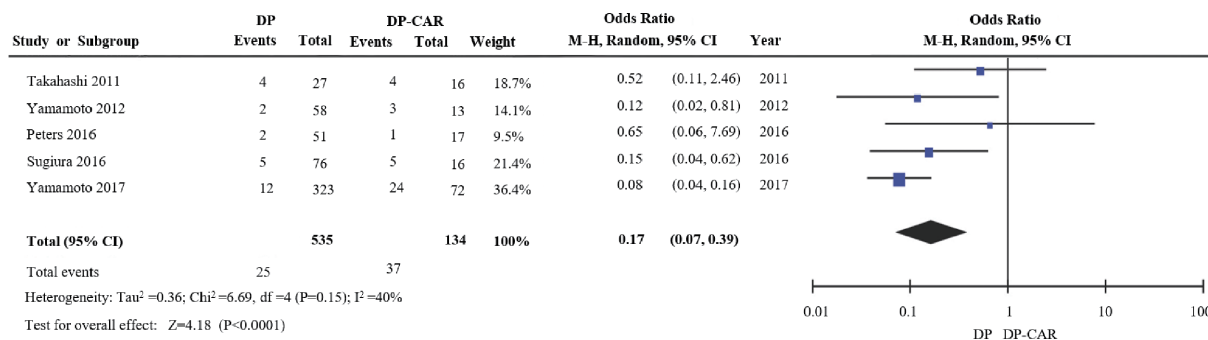 DP DP-CAR Odds Ratio Odds Ratio
Study or Subgroup Events Total Events Total Weight M-H, Random, 95% CI Year M-H, Random, 95% CI
Takahashi 2011 4 27 4 16 18.7% 0.52 (0.11, 2.46) 2011
Yamamoto 2012 2 58 3 13 14.1% 0.12 (0.02, 0.81) 2012
Peters 2016 2 51 1 17 9.5% 0.65 (0.06, 7.69) 2016
Sugiura 2016 5 76 5 16 21.4% 0.15 (0.04, 0.62) 2016
Yamamoto 2017 12 323 24 72 36.4% 0.08 (0.04, 0.16) 2017
Total (95% CI) 535 134 100% 0.17 (0.07, 0.39)
Total events 25 37
Heterogeneity: Tau² =0.36; Chi² =6.69, df =4 (P=0.15); I² =40%
Test for overall effect: Z=4.18 (P<0.0001)
0.01 0.1 1 10 100
DP DP-CAR